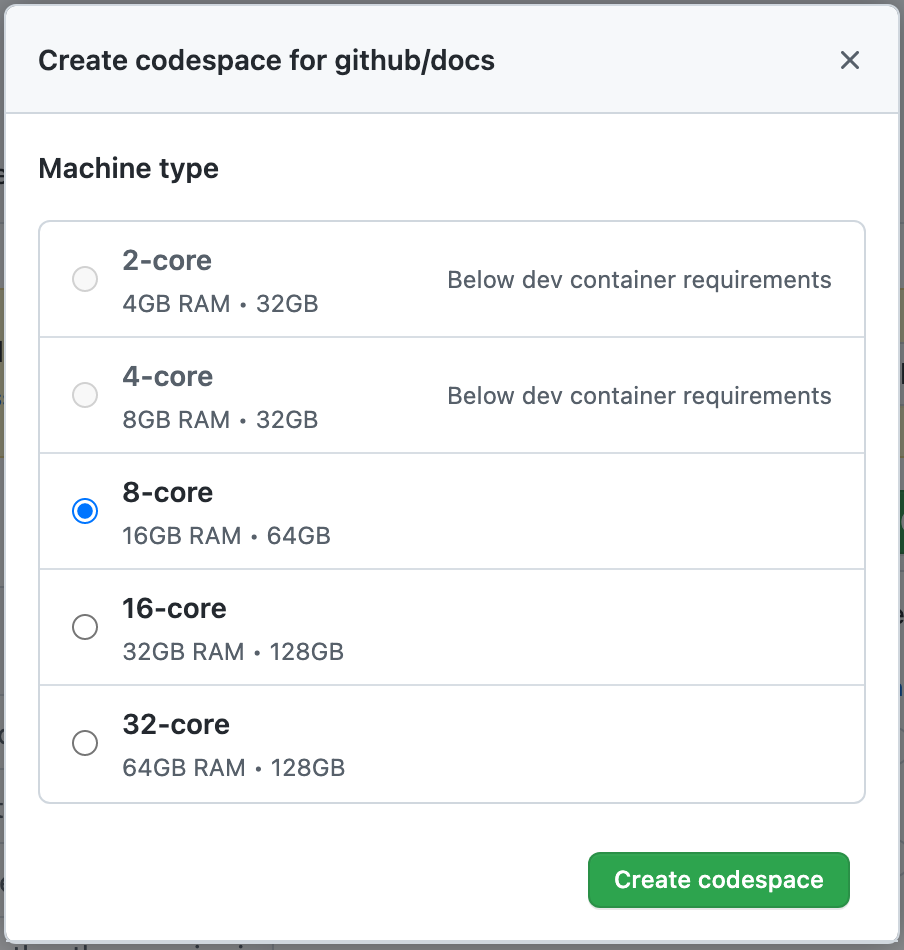 Create codespace for github/docs
Machine type
2-core
4GB RAM • 32GB
Below dev container requirements
4-core
8GB RAM • 32GB
Below dev container requirements
8-core
16GB RAM • 64GB
16-core
32GB RAM • 128GB
32-core
64GB RAM • 128GB
Create codespace